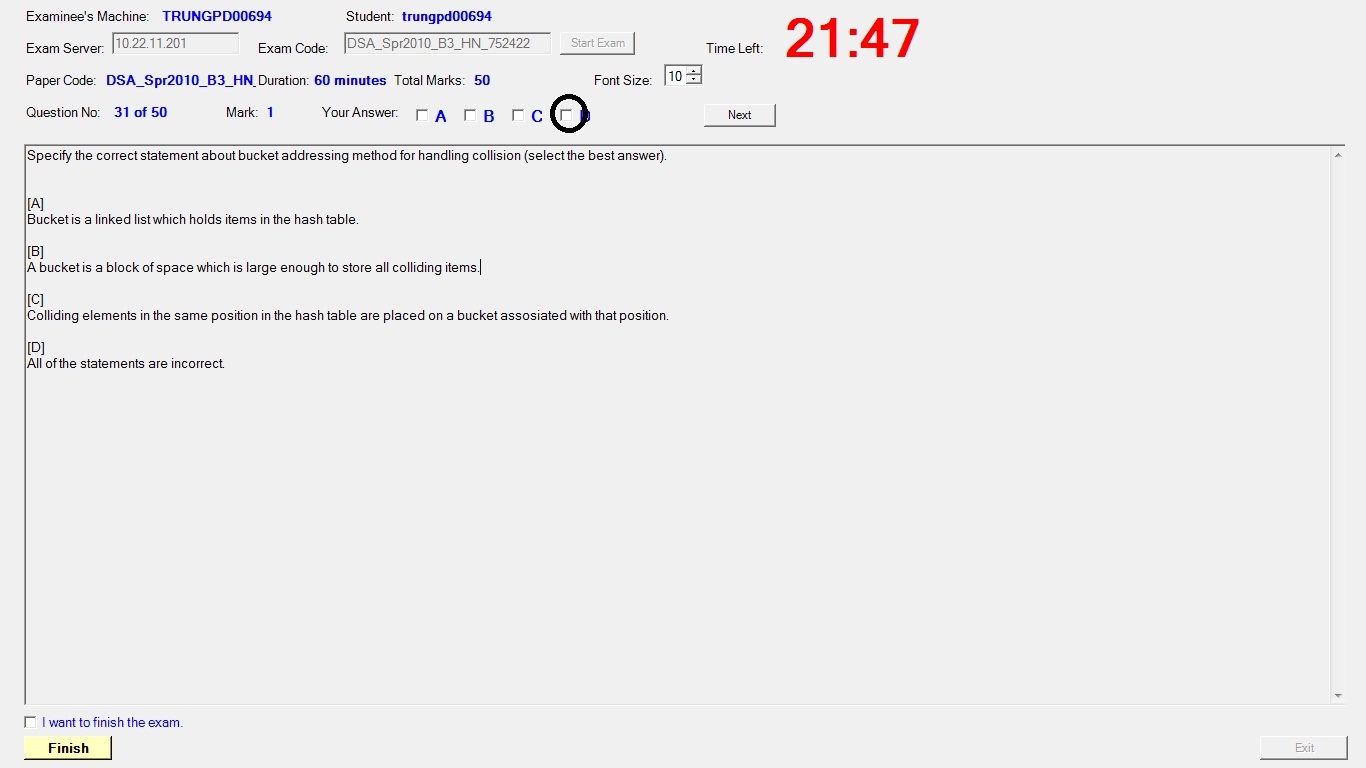 Examinee's Machine: TRUNGPD00694 Student: trungpd00694
Exam Server: 10.22.11.201 Exam Code: DSA_Spr2010_B3_HN_752422 Start Exam Time Left: 21:47
Paper Code: DSA_Spr2010_B3_HN_ Duration: 60 minutes Total Marks: 50 Font Size: 10
Question No: 31 of 50 Mark: 1 Your Answer: A B C D Next
Specify the correct statement about bucket addressing method for handling collision (select the best answer).
[A]
Bucket is a linked list which holds items in the hash table.
[B]
A bucket is a block of space which is large enough to store all colliding items.
[C]
Colliding elements in the same position in the hash table are placed on a bucket assosiated with that position.
[D]
All of the statements are incorrect.
I want to finish the exam.
Finish Exit